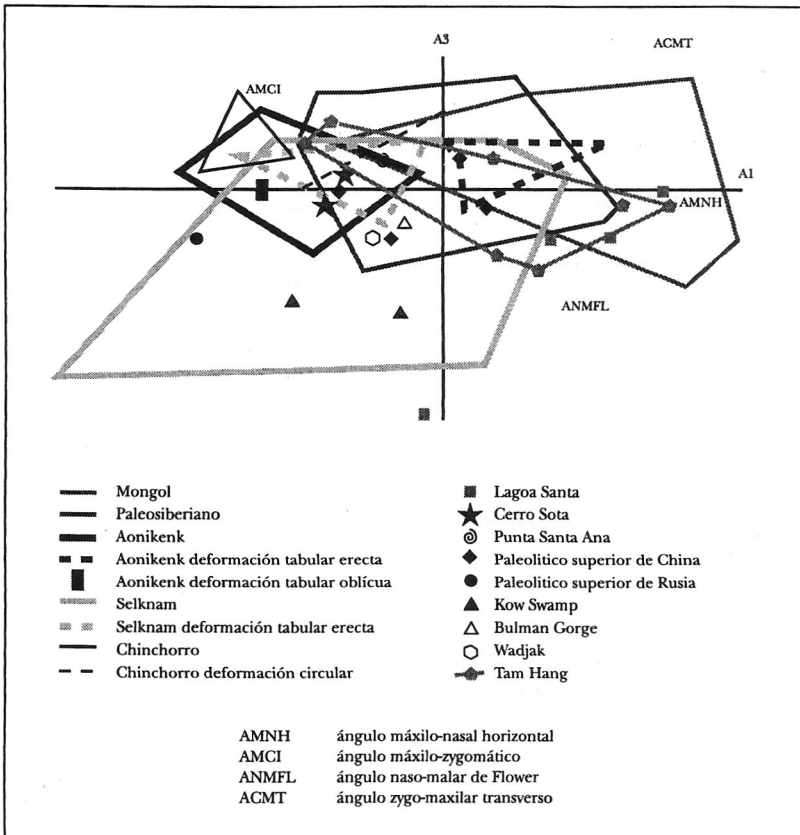 A3
ACMT
AMCI
A1
AMNH
ANMFL
Mongol
Paleosiberiano
Aonikenk
Aonikenk deformación tabular erecta
Aonikenk deformación tabular oblícua
Selknam
Selknam deformación tabular erecta
Chinchorro
Chinchorro deformación circular
Lagoa Santa
Cerro Sota
Punta Santa Ana
Paleolitico superior de China
Paleolitico superior de Rusia
Kow Swamp
Bulman Gorge
Wadjak
Tam Hang
AMNH ángulo máxilo-nasal horizontal
AMCI ángulo máxilo-zygomático
ANMFL ángulo naso-malar de Flower
ACMT ángulo zygo-maxilar transverso